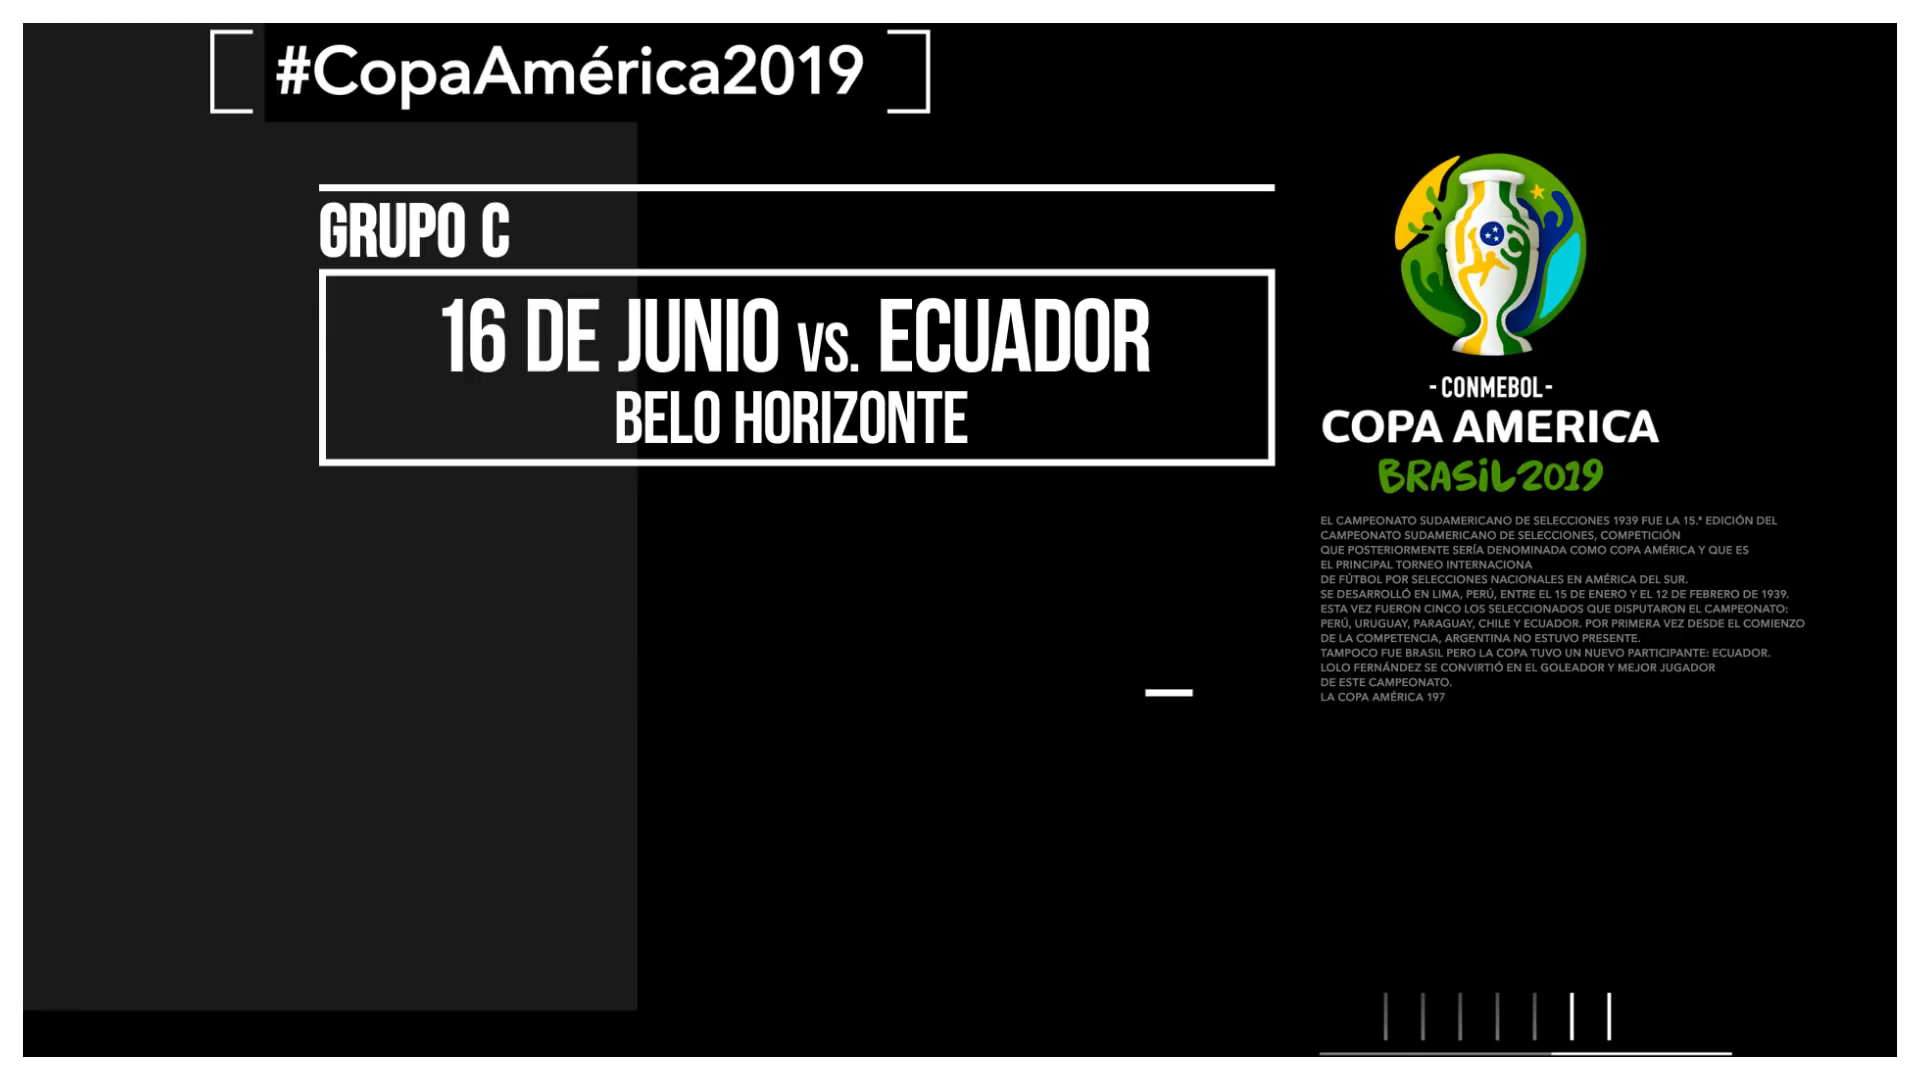 #CopaAmérica2019
GRUPO C
16 DE JUNIO VS. ECUADOR
BELO HORIZONTE
- CONMEBOL -
COPA AMERICA
BRASIL 2019
EL CAMPEONATO SUDAMERICANO DE SELECCIONES 1939 FUE LA 15.ª EDICIÓN DEL
CAMPEONATO SUDAMERICANO DE SELECCIONES, COMPETICIÓN
QUE POSTERIORMENTE SERÍA DENOMINADA COMO COPA AMÉRICA Y QUE ES
EL PRINCIPAL TORNEO INTERNACIONA
DE FÚTBOL POR SELECCIONES NACIONALES EN AMÉRICA DEL SUR.
SE DESARROLLÓ EN LIMA, PERÚ, ENTRE EL 15 DE ENERO Y EL 12 DE FEBRERO DE 1939.
ESTA VEZ FUERON CINCO LOS SELECCIONADOS QUE DISPUTARON EL CAMPEONATO:
PERÚ, URUGUAY, PARAGUAY, CHILE Y ECUADOR. POR PRIMERA VEZ DESDE EL COMIENZO
DE LA COMPETENCIA, ARGENTINA NO ESTUVO PRESENTE.
TAMPOCO FUE BRASIL PERO LA COPA TUVO UN NUEVO PARTICIPANTE: ECUADOR.
LOLO FERNÁNDEZ SE CONVIRTIÓ EN EL GOLEADOR Y MEJOR JUGADOR
DE ESTE CAMPEONATO.
LA COPA AMÉRICA 197